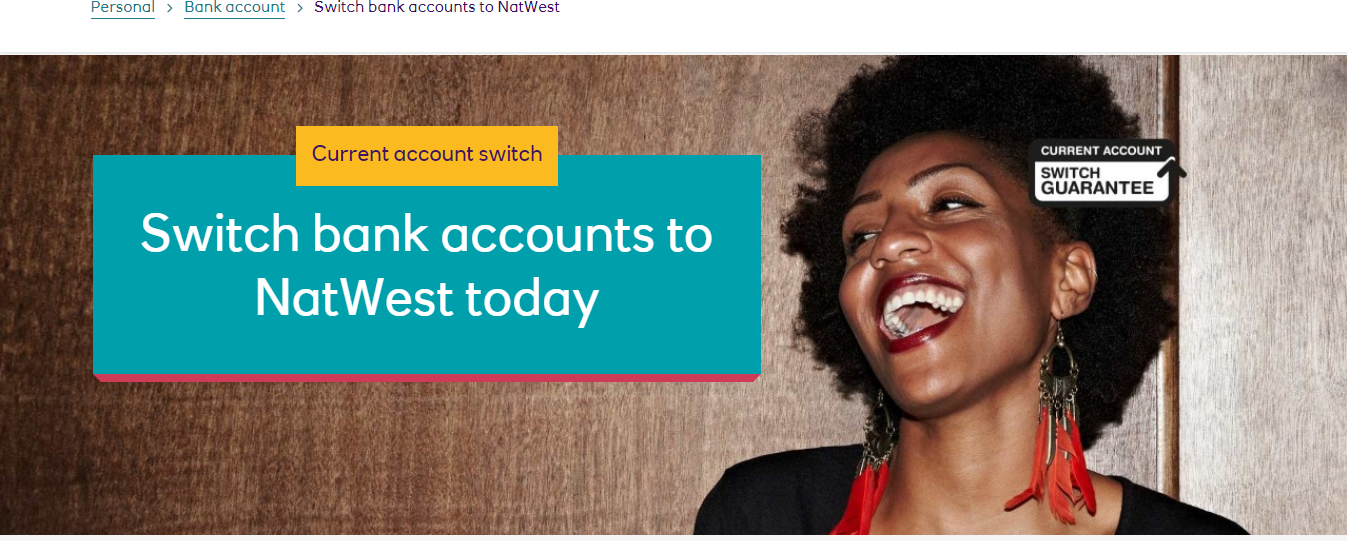 Personal > Bank account > Switch bank accounts to NatWest
Current account switch
Switch bank accounts to
NatWest today
CURRENT ACCOUNT
SWITCH
GUARANTEE